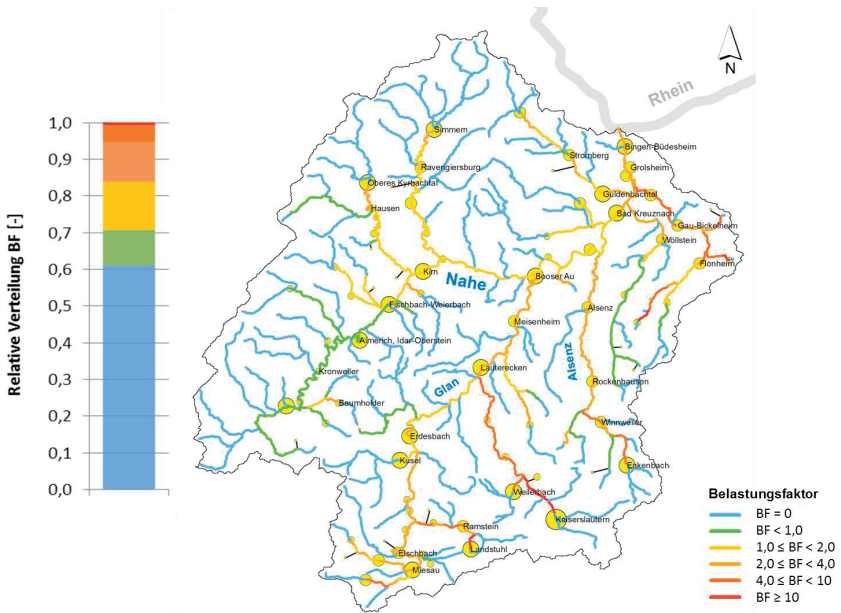 Relative Verteilung BF [-]
1,0
0,9
0,8
0,7
0,6
0,5
0,4
0,3
0,2
0,1
0,0
N
Rhein
Simmern
Stromberg
Bingen-Büdesheim
Grolsheim
Ravengiersburg
Oberes Kyrbachtal
Guldenbachtal
Hausen
Bad Kreuznach
Gau-Bickelheim
Wöllstein
Flonheim
Kirn
Nahe
Booser Au
Fischbach-Weierbach
Meisenheim
Alsenz
Almerich, Idar-Oberstein
Alsenz
Kronweiler
Lauterecken
Glan
Rockenhausen
Baumholder
Winnweiler
Erdesbach
Kusel
Enkenbach
Weilerbach
Kaiserslautern
Ramstein
Landstuhl
Elschbach
Miesau
Belastungsfaktor
BF = 0
BF < 1,0
1,0 ≤ BF < 2,0
2,0 ≤ BF < 4,0
4,0 ≤ BF < 10
BF ≥ 10